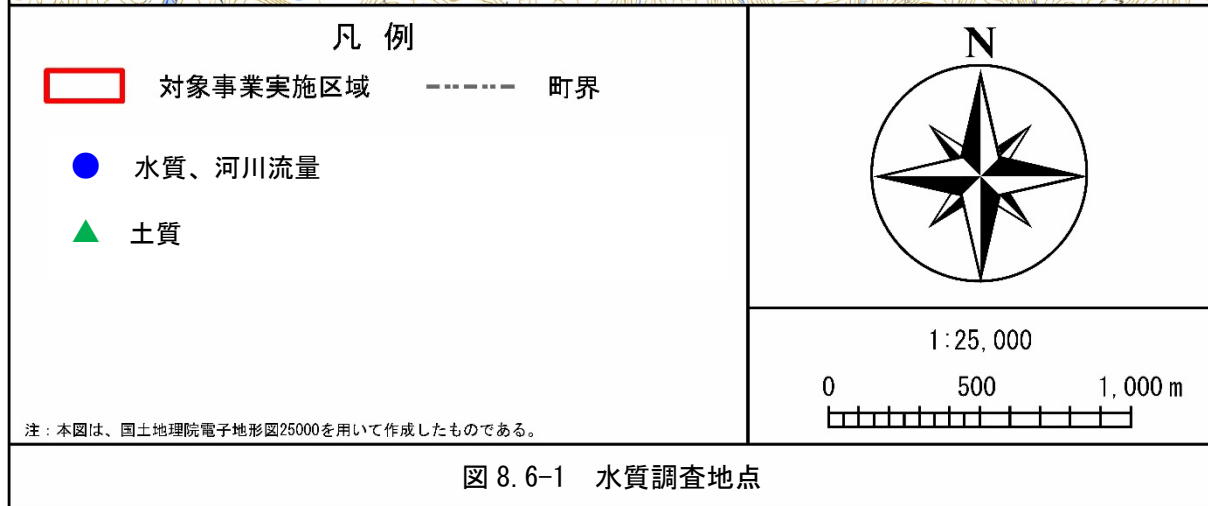 凡 例
対象事業実施区域 町界
水質、河川流量
土質
注：本図は、国土地理院電子地形図25000を用いて作成したものである。
N
1:25,000
0 500 1,000 m
図 8.6-1 水質調査地点